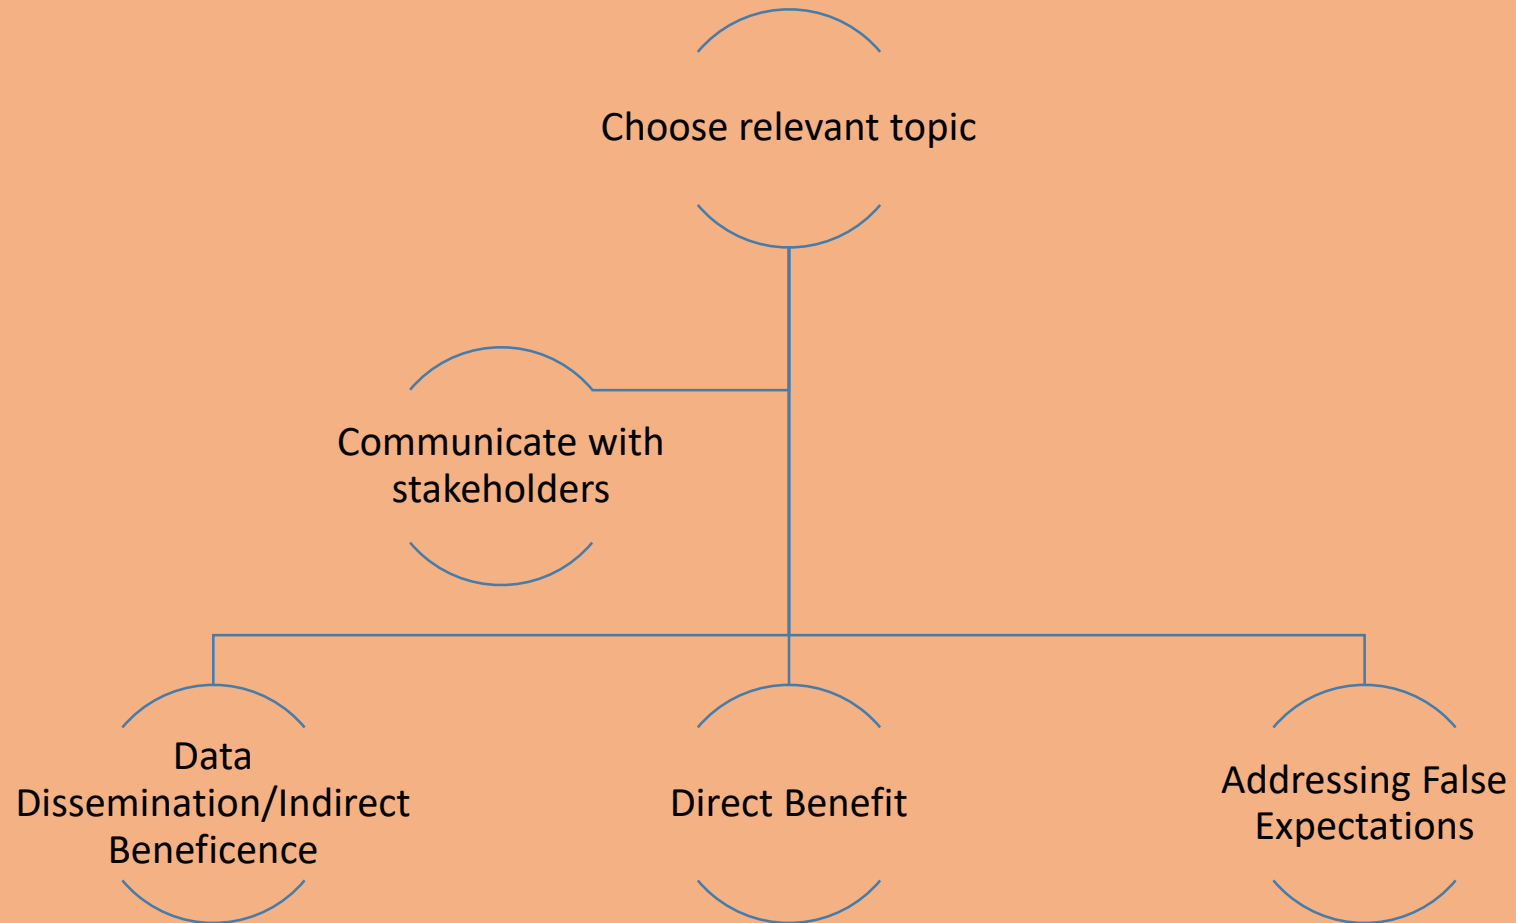 Choose relevant topic
Communicate with
stakeholders
Data
Dissemination/Indirect
Beneficence
Direct Benefit
Addressing False
Expectations